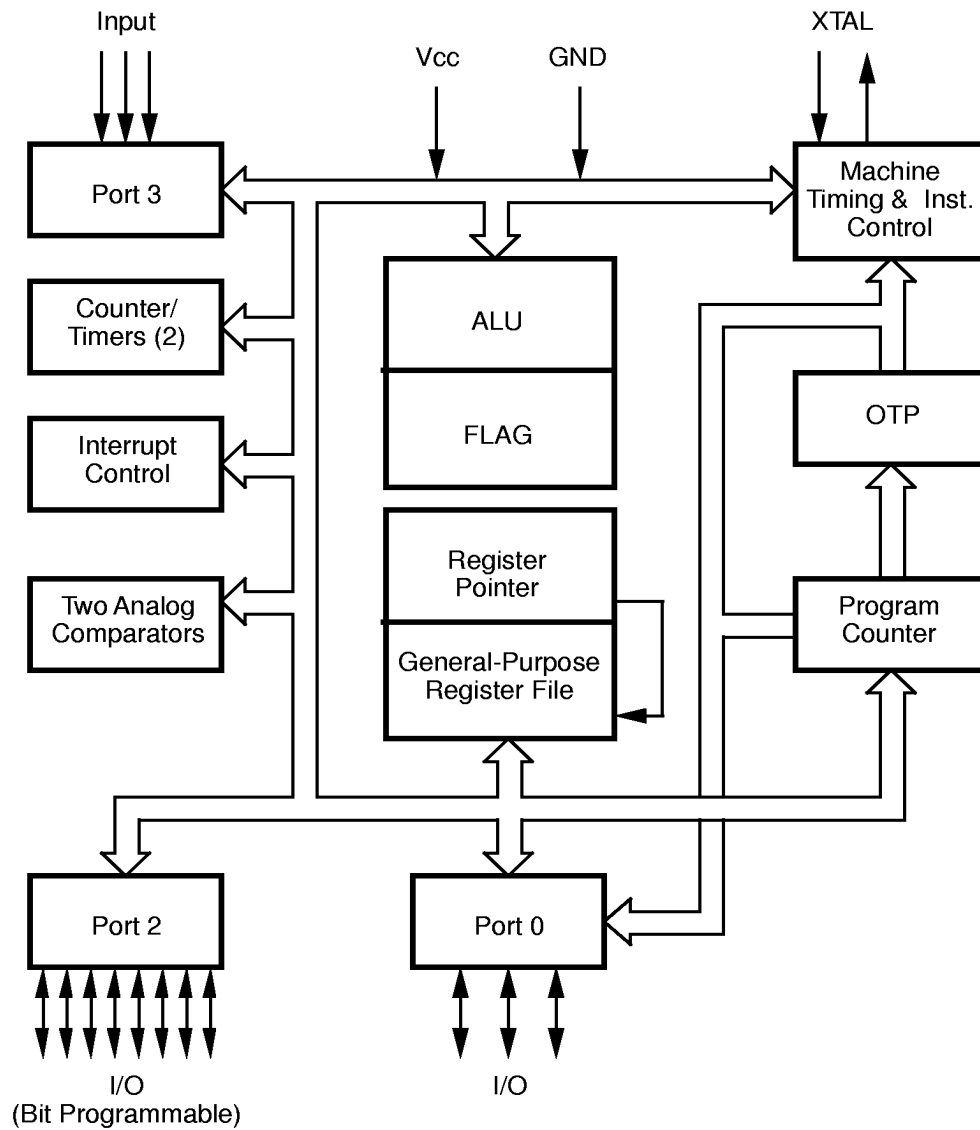 Input
XTAL
Vcc
GND
Port 3
Machine
Timing & Inst.
Control
Counter/
Timers (2)
ALU
OTP
FLAG
Interrupt
Control
Register
Pointer
Two Analog
Comparators
Program
Counter
General-Purpose
Register File
Port 2
Port 0
I/O
(Bit Programmable)
I/O